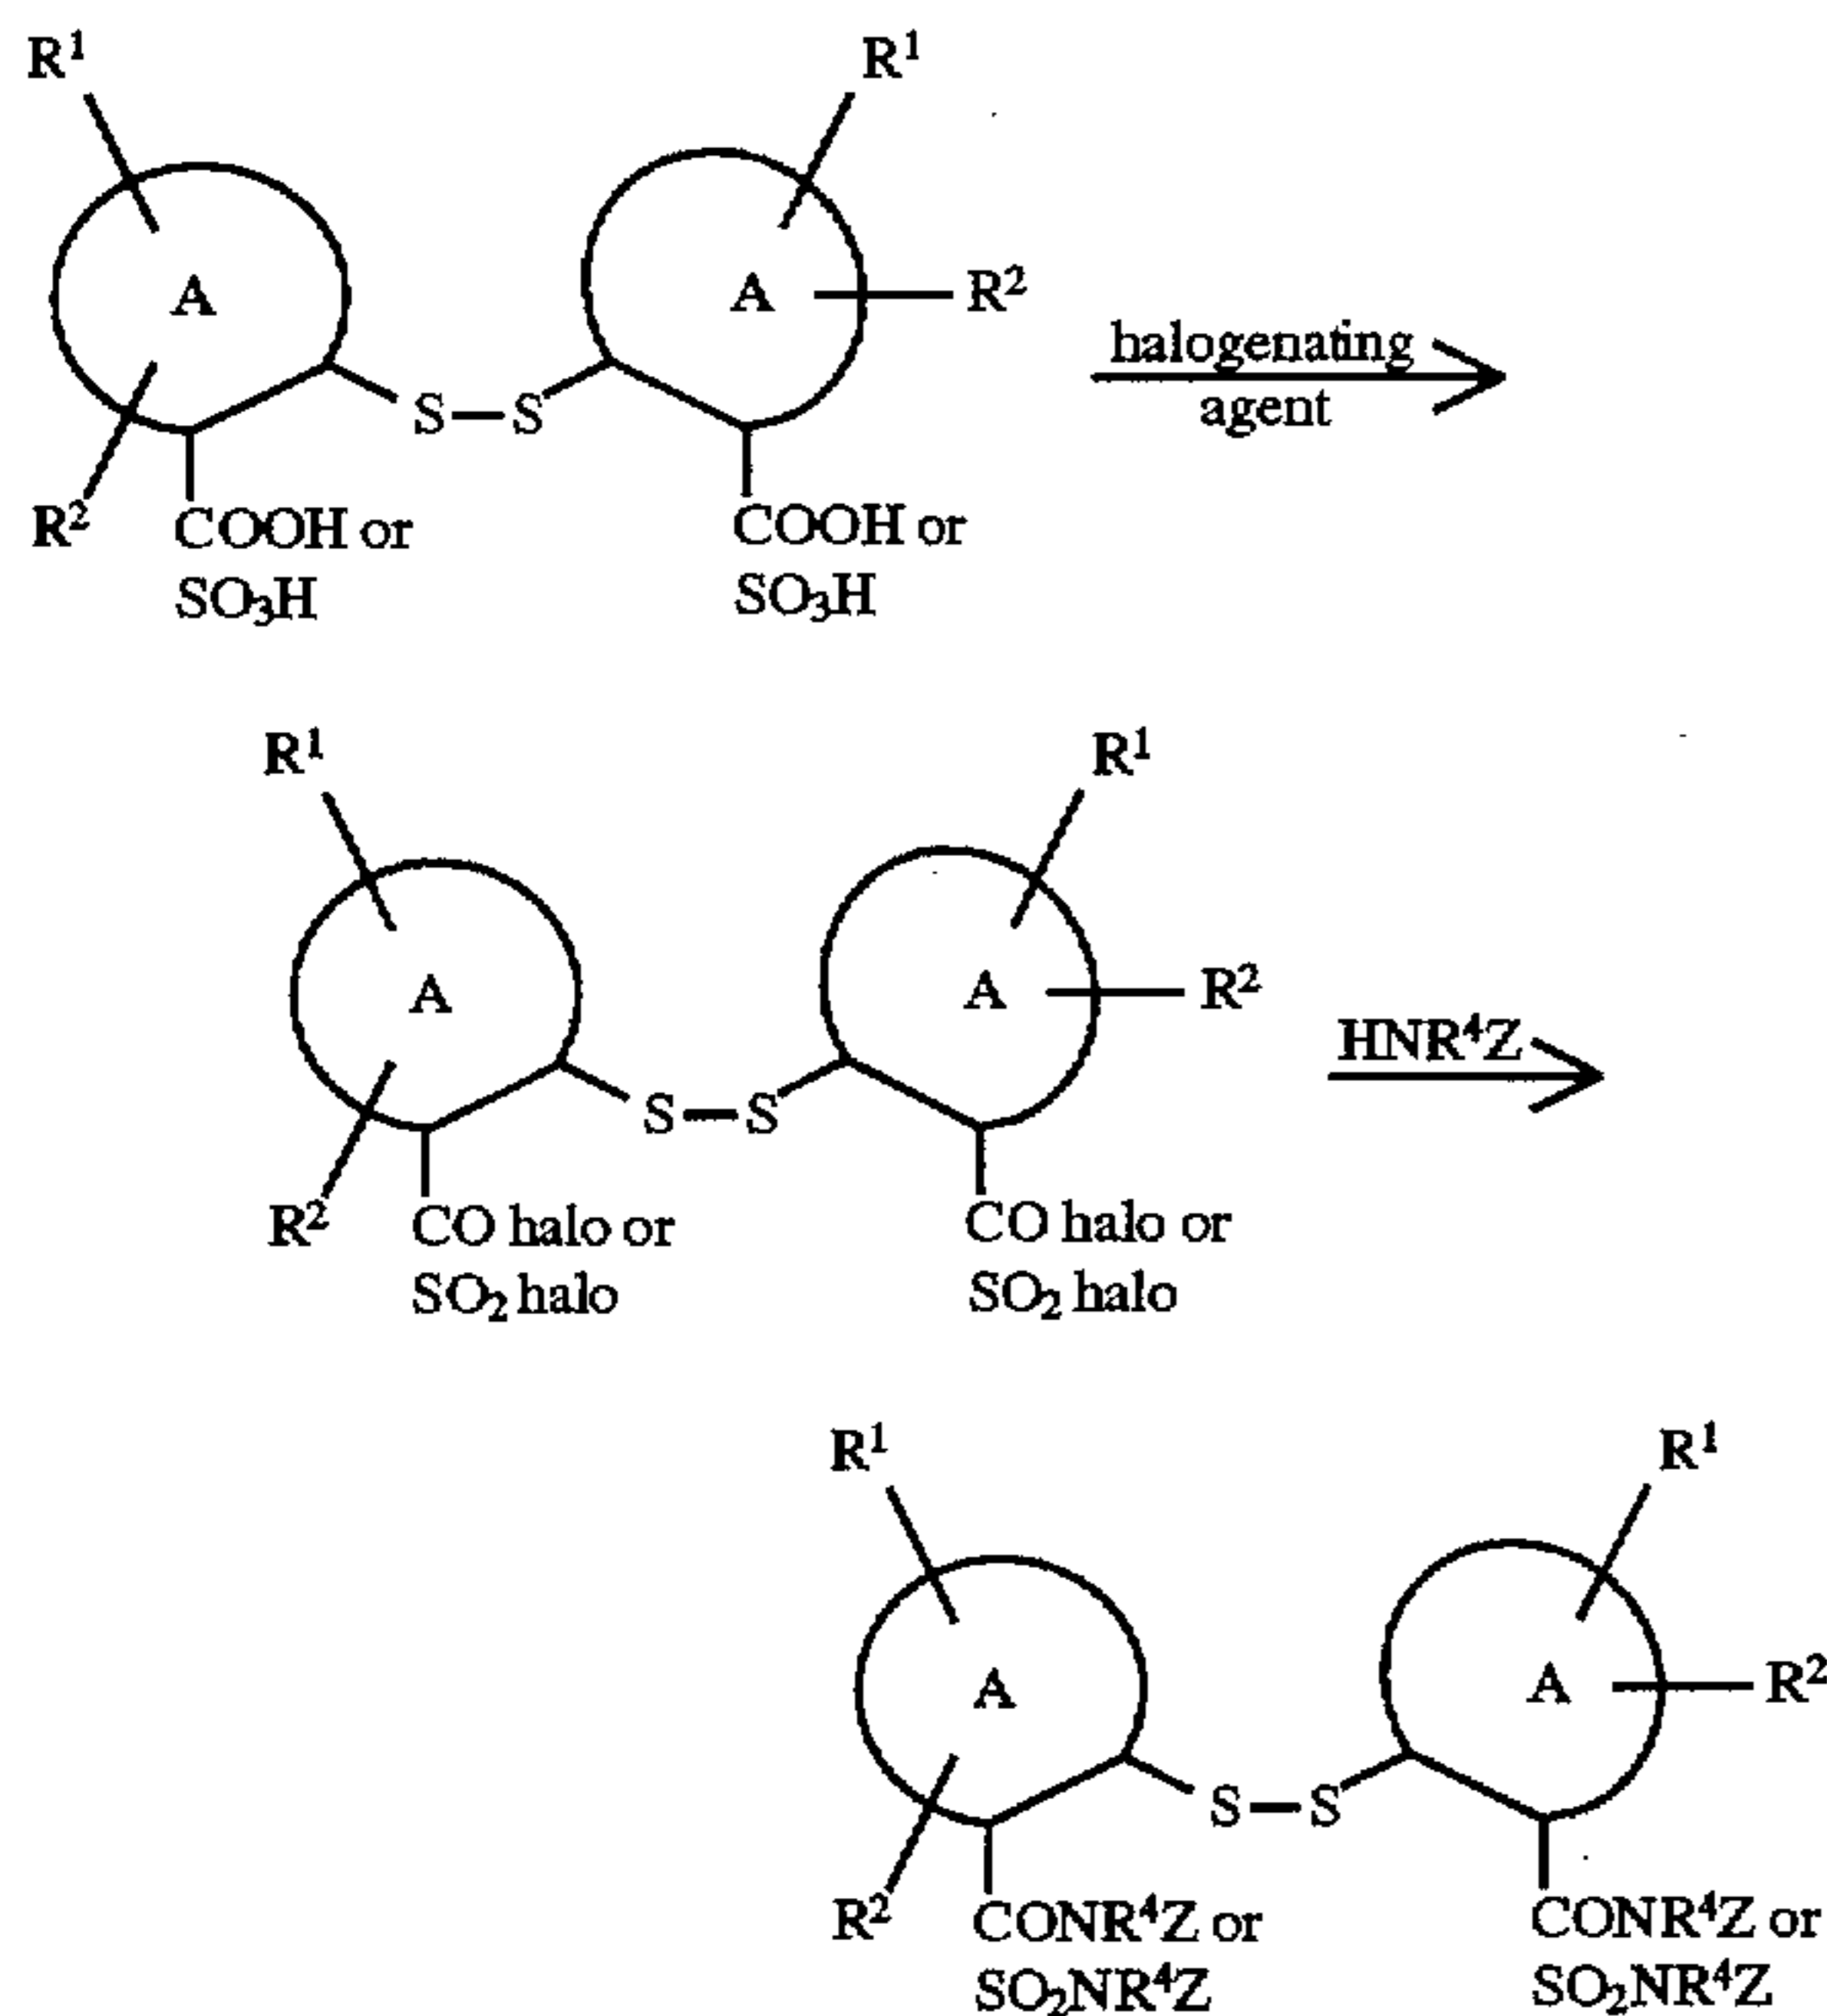 R¹ R¹
A A R²
halogenating
agent
S—S
R² COOH or COOH or
SO₃H SO₃H
R¹ R¹
A A R²
HNR⁴Z
S—S
R² CO halo or CO halo or
SO₂ halo SO₂ halo
R¹ R¹
A A R²
S—S
R² CONR⁴Z or CONR⁴Z or
SO₂NR⁴Z SO₂NR⁴Z